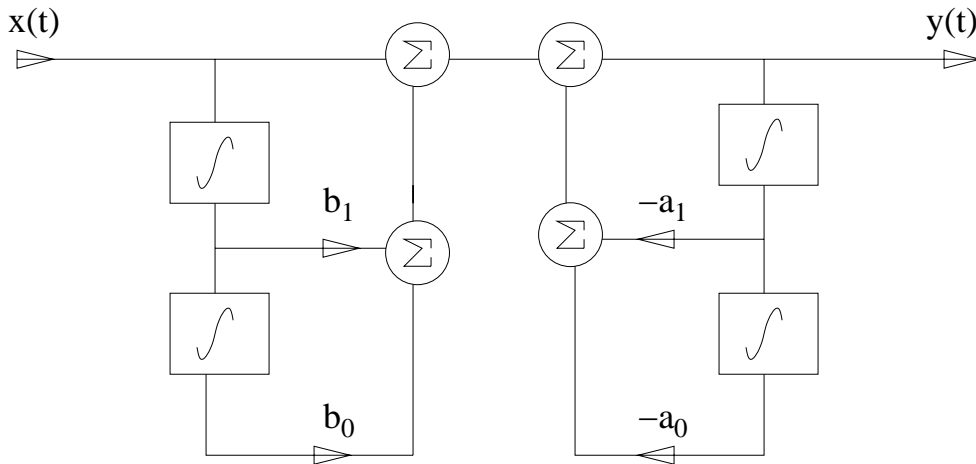 x(t) y(t)
Σ Σ
∫ ∫
b₁ −a₁
Σ Σ
∫ ∫
b₀ −a₀